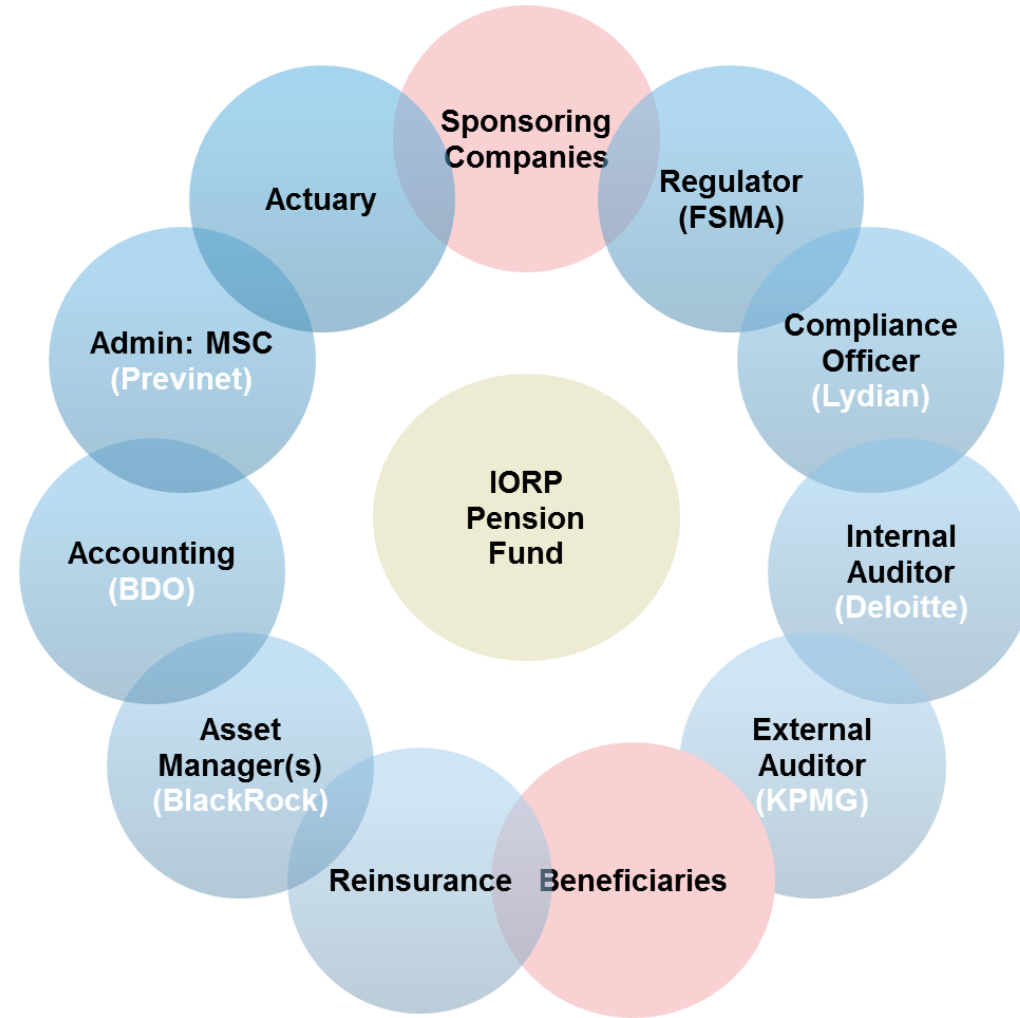 Sponsoring
Companies
Regulator
(FSMA)
Compliance
Officer
(Lydian)
Internal
Auditor
(Deloitte)
External
Auditor
(KPMG)
Beneficiaries
Reinsurance
Asset
Manager(s)
(BlackRock)
Accounting
(BDO)
Admin: MSC
(Previnet)
Actuary
IORP
Pension
Fund